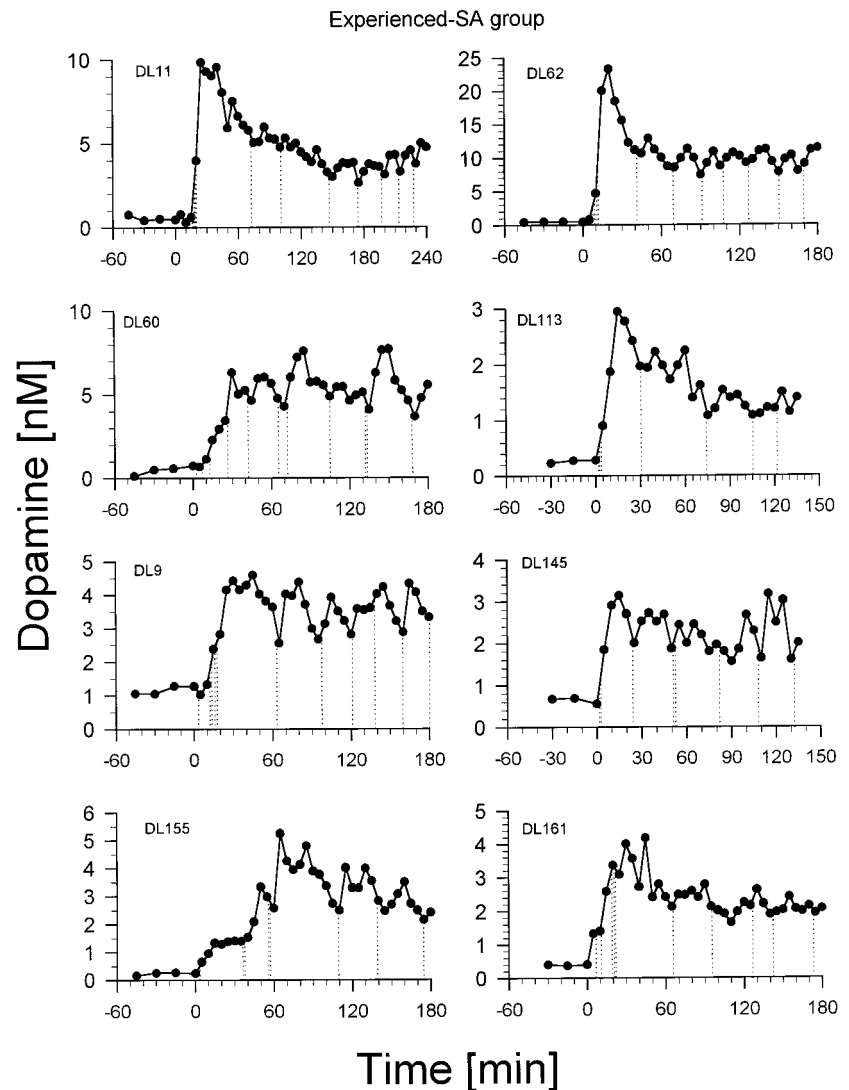 Experienced-SA group
Dopamine [nM]
DL11
10
5
0
-60 0 60 120 180 240
DL62
25
20
15
10
5
0
-60 0 60 120 180
DL60
10
5
0
-60 0 60 120 180
DL113
3
2
1
0
-60 -30 0 30 60 90 120 150
DL9
5
4
3
2
1
0
-60 0 60 120 180
DL145
4
3
2
1
0
-60 -30 0 30 60 90 120 150
DL155
6
5
4
3
2
1
0
-60 0 60 120 180
DL161
5
4
3
2
1
0
-60 0 60 120 180
Time [min]